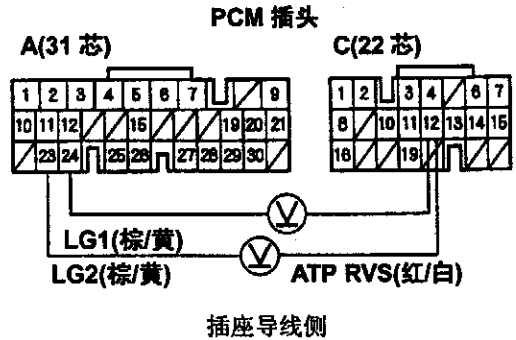 PCM 插头
A(31 芯) C(22 芯)
1 2 3 4 5 6 7 9 1 2 3 4 6 7
10 11 12 15 19 20 21 8 10 11 12 13 14 15
23 24 25 26 27 28 29 30 16 19
V
LG1(棕/黄)
V
LG2(棕/黄) ATP RVS(红/白)
插座导线侧